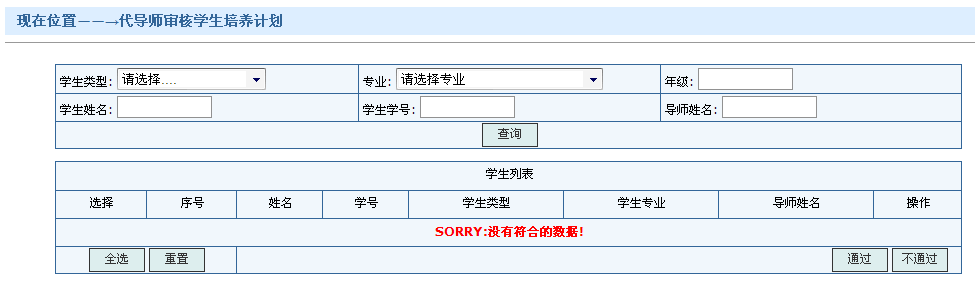 现在位置——→代导师审核学生培养计划
学生类型: 请选择.... 专业: 请选择专业 年级:
学生姓名: 学生学号: 导师姓名:
查询
学生列表
选择 序号 姓名 学号 学生类型 学生专业 导师姓名 操作
SORRY:没有符合的数据!
全选 重置 通过 不通过